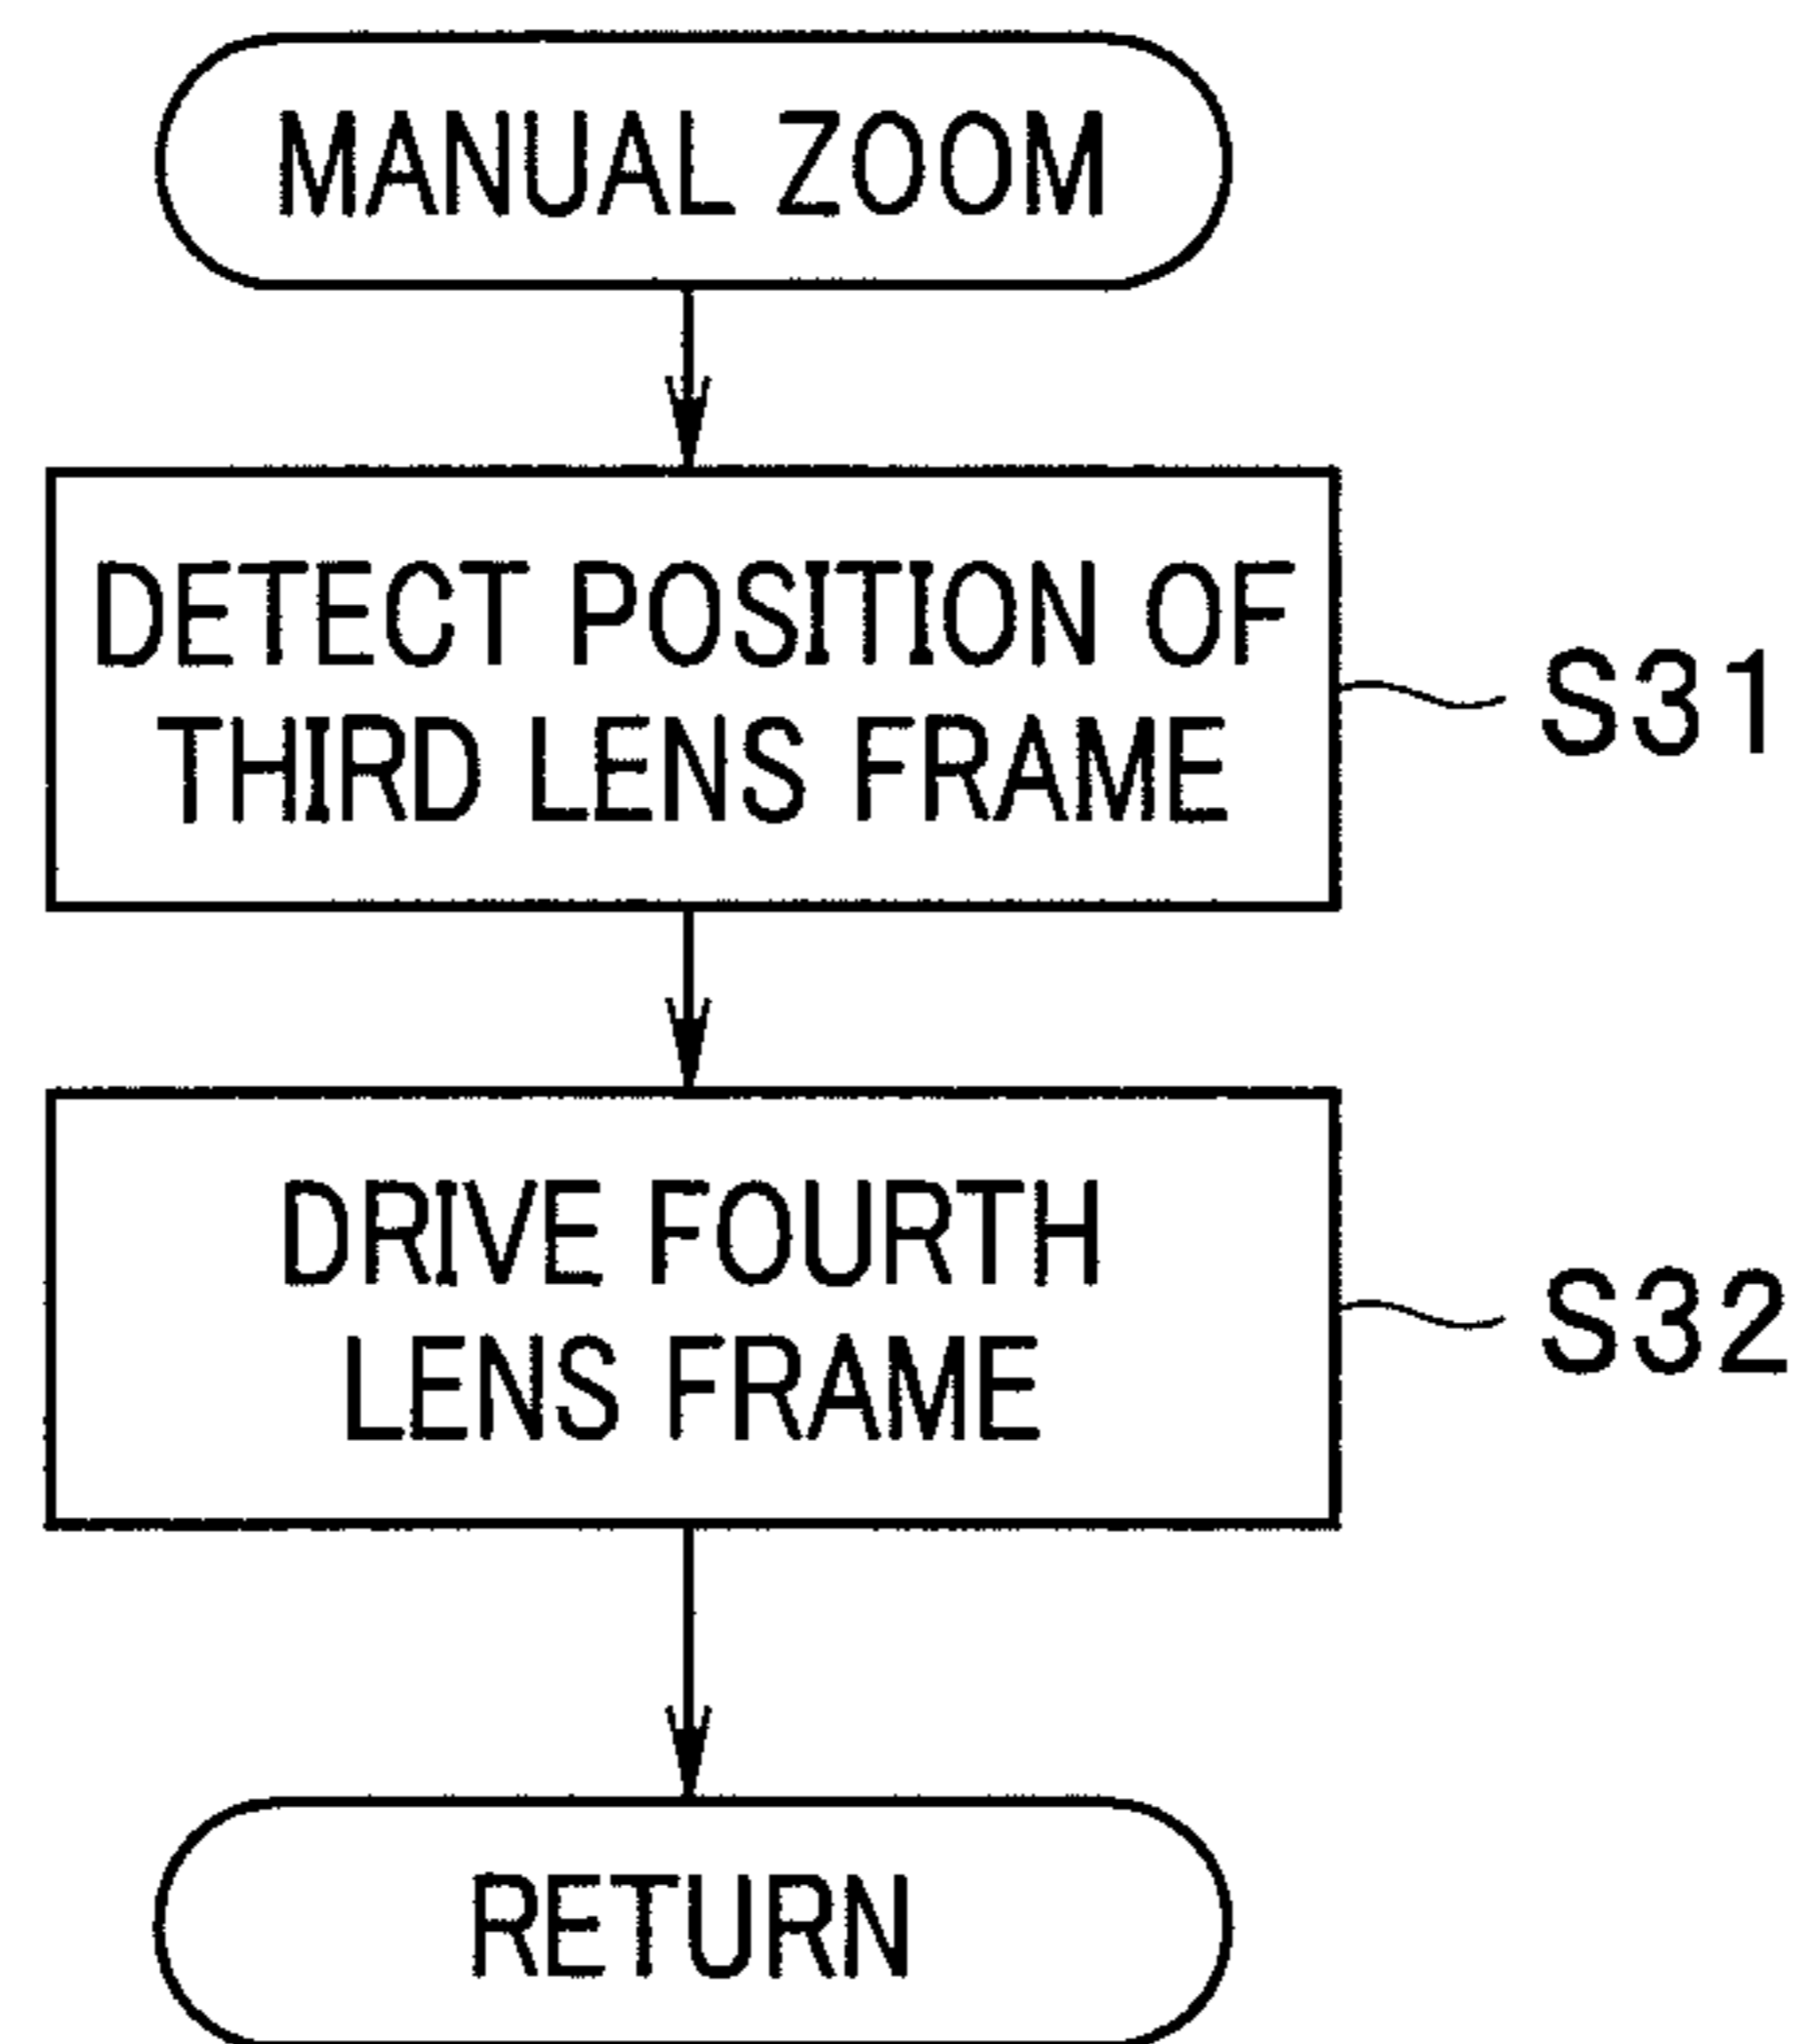 MANUAL ZOOM
DETECT POSITION OF
THIRD LENS FRAME
S31
DRIVE FOURTH
LENS FRAME
S32
RETURN